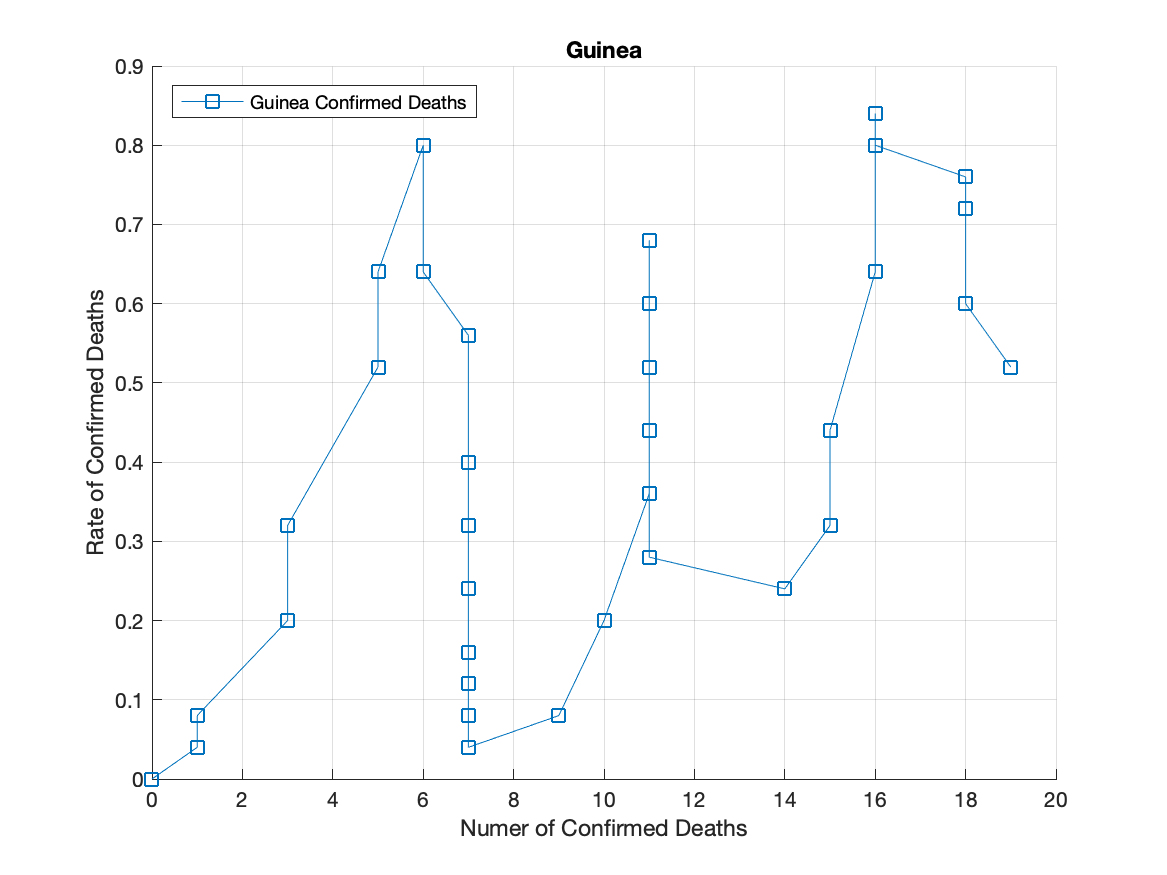 Guinea
Guinea Confirmed Deaths
0.9
0.8
0.7
0.6
0.5
0.4
0.3
0.2
0.1
0
Rate of Confirmed Deaths
0 2 4 6 8 10 12 14 16 18 20
Numer of Confirmed Deaths